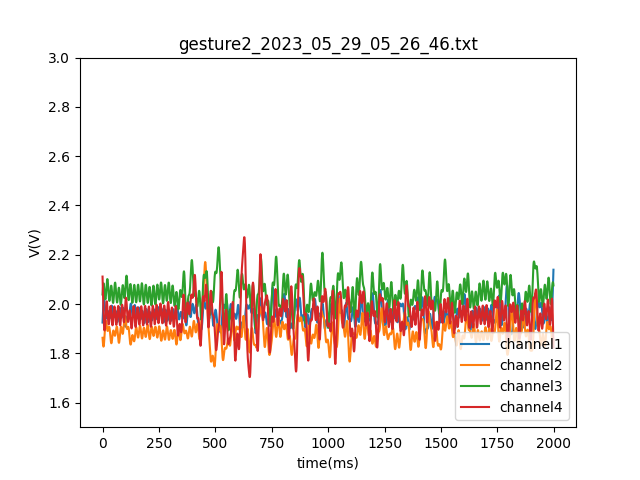 gesture2_2023_05_29_05_26_46.txt
V(V)
3.0
2.8
2.6
2.4
2.2
2.0
1.8
1.6
channel1
channel2
channel3
channel4
0 250 500 750 1000 1250 1500 1750 2000
time(ms)